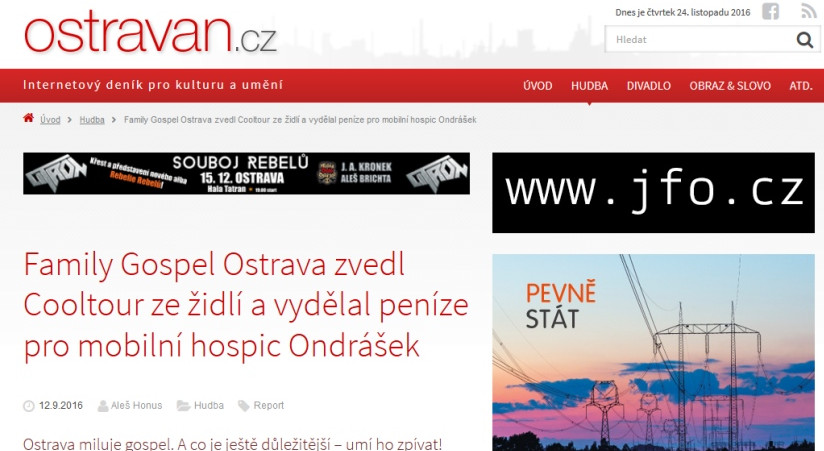 Dnes je čtvrtek 24. listopadu 2016
ostravan.cz
Hledat
Internetový deník pro kulturu a umění
ÚVOD HUDBA DIVADLO OBRAZ & SLOVO ATD.
Úvod > Hudba > Family Gospel Ostrava zvedl Cooltour ze židlí a vydělal peníze pro mobilní hospic Ondrášek
CITRON
Křest a představení nového alba
Rebelie Rebelů!
SOUBOJ REBELŮ
15. 12. OSTRAVA
Hala Tatran
J. A. KRONEK
ALEŠ BRICHTA
CITRON
www.jfo.cz
Family Gospel Ostrava zvedl
Cooltour ze židlí a vydělal peníze
pro mobilní hospic Ondrášek
PEVNĚ
STÁT
12.9.2016 Aleš Honus Hudba Report
Ostrava miluje gospel. A co je ještě důležitější – umí ho zpívat!